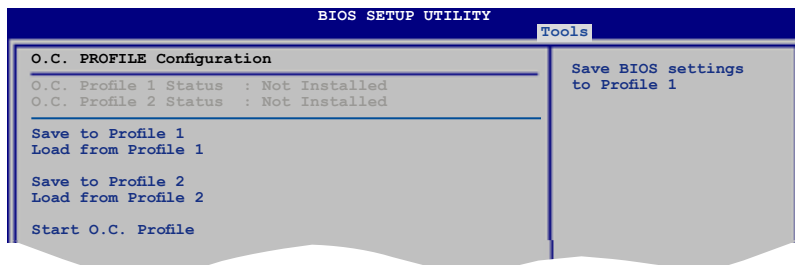 BIOS SETUP UTILITY
Tools
O.C. PROFILE Configuration
O.C. Profile 1 Status : Not Installed
O.C. Profile 2 Status : Not Installed
Save to Profile 1
Load from Profile 1
Save to Profile 2
Load from Profile 2
Start O.C. Profile
Save BIOS settings
to Profile 1